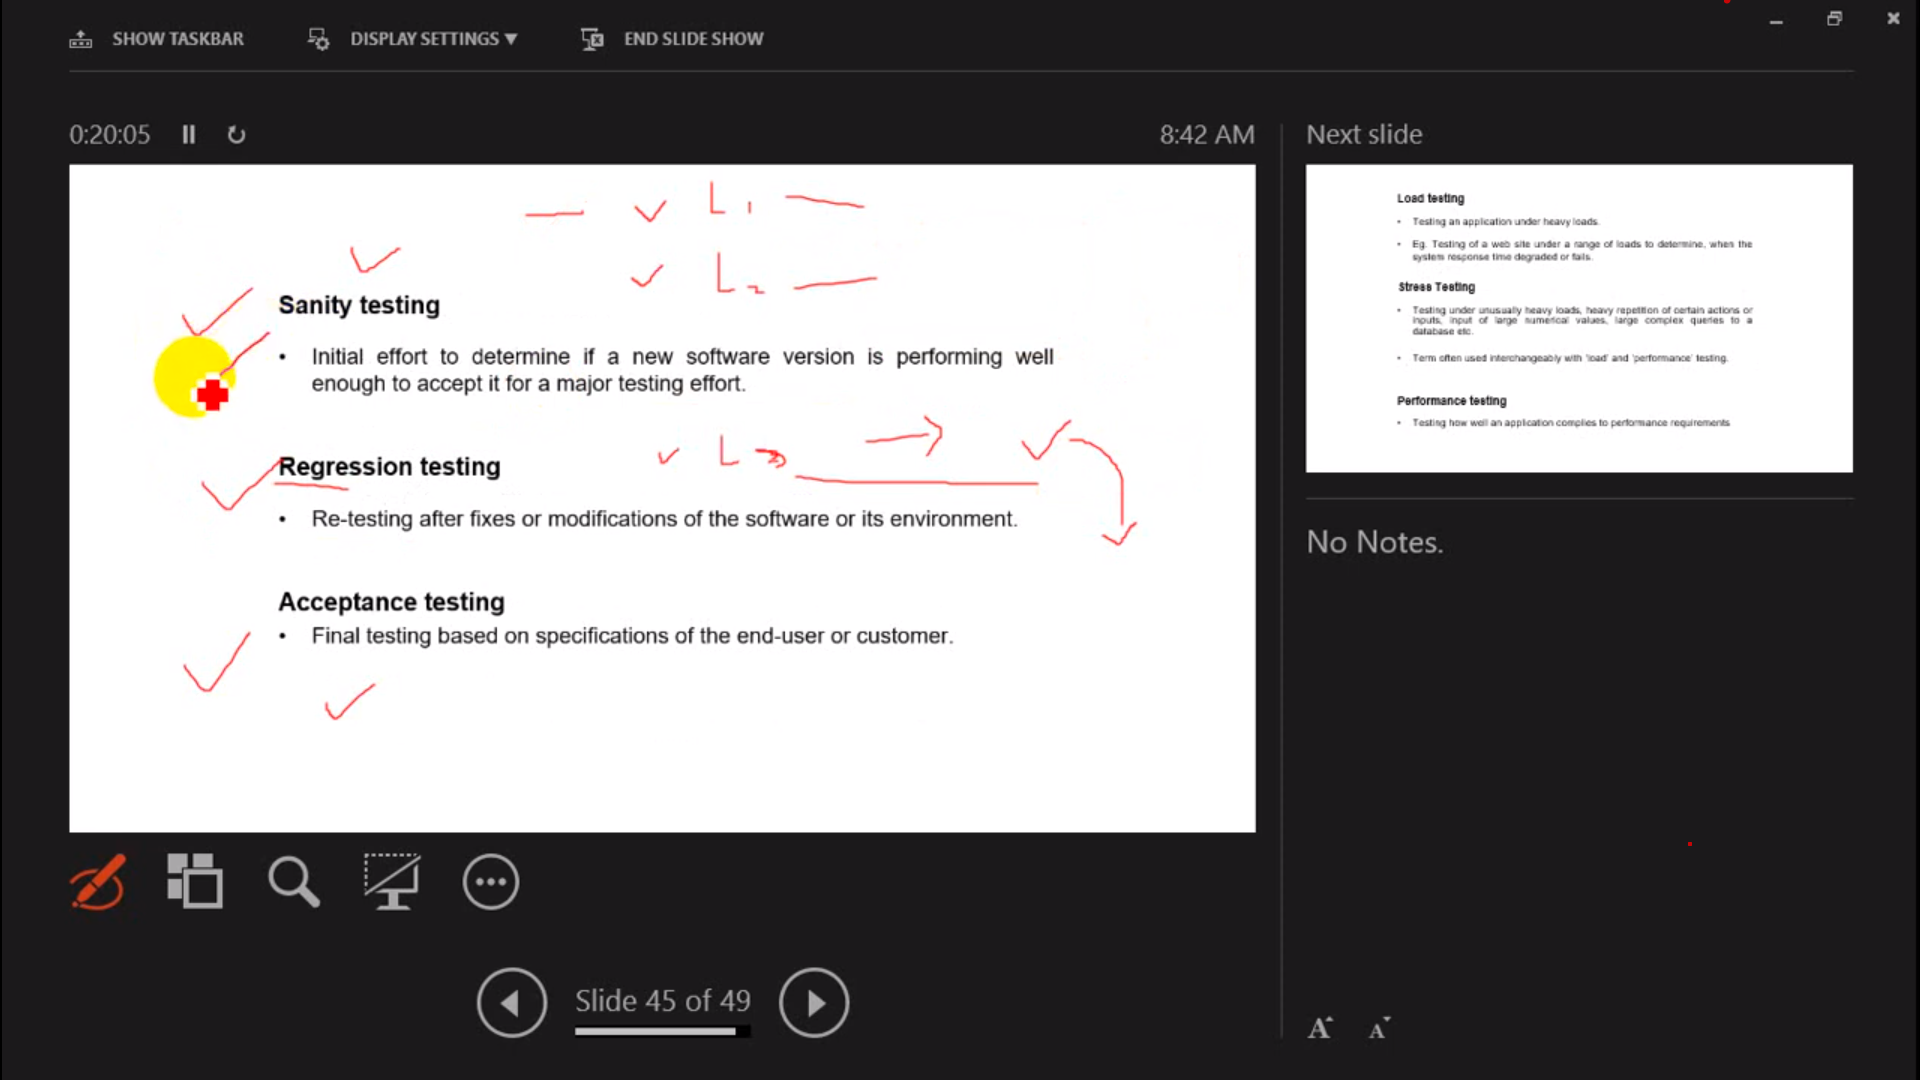 SHOW TASKBAR DISPLAY SETTINGS ▼ END SLIDE SHOW
0:20:05 8:42 AM
L1
L2
Sanity testing
• Initial effort to determine if a new software version is performing well
enough to accept it for a major testing effort.
L
Regression testing
• Re-testing after fixes or modifications of the software or its environment.
Acceptance testing
• Final testing based on specifications of the end-user or customer.
Next slide
Load testing
• Testing an application under heavy loads.
• Eg. Testing of a web site under a range of loads to determine, when the
system response time degraded or fails.
Stress Testing
• Testing under unusually heavy loads, heavy repetition of certain actions or
inputs, input of large numerical values, large complex queries to a
database etc.
• Term often used interchangeably with 'load' and 'performance' testing.
Performance testing
• Testing how well an application complies to performance requirements
No Notes.
Slide 45 of 49
A A